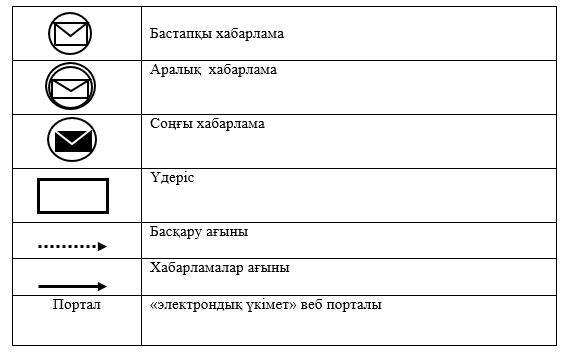 Бастапқы хабарлама
Аралық хабарлама
Соңғы хабарлама
Үдеріс
Басқару ағыны
Хабарламалар ағыны
Портал «электрондық үкімет» веб порталы